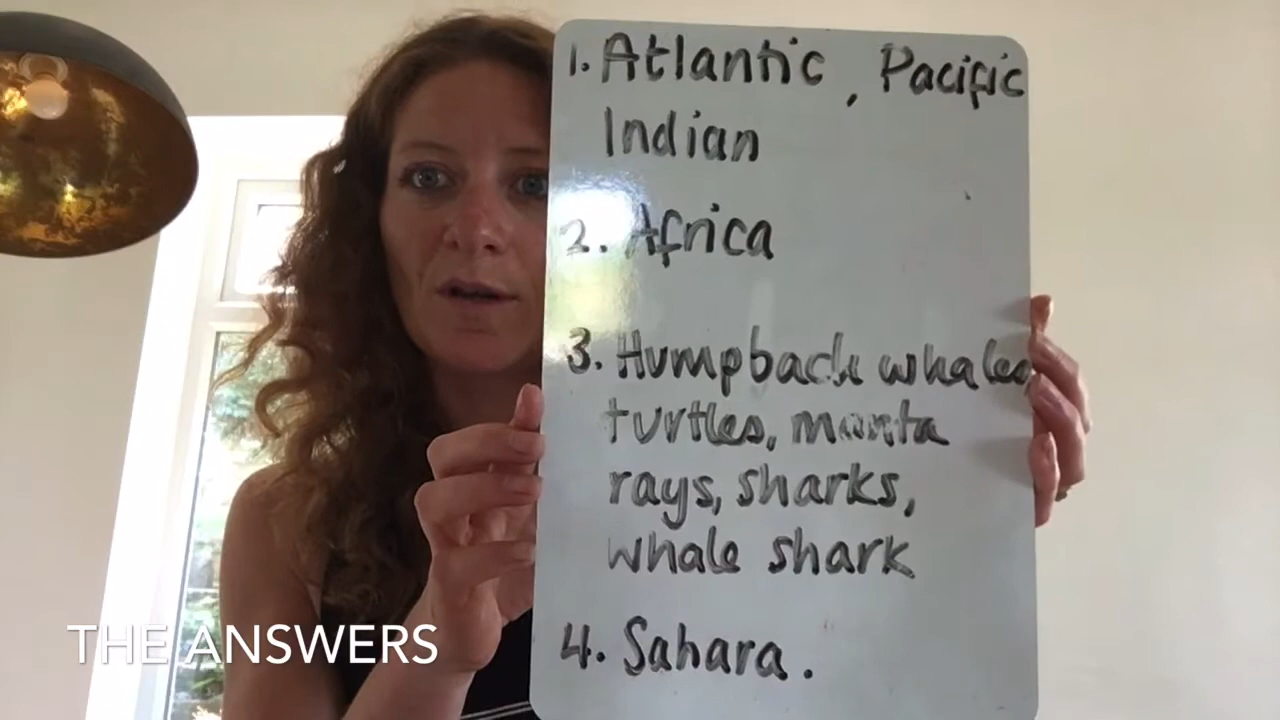 1. Atlantic, Pacific
Indian
2. Africa
3. Humpback whales
turtles, manta
rays, sharks,
whale shark
4. Sahara.
THE ANSWERS